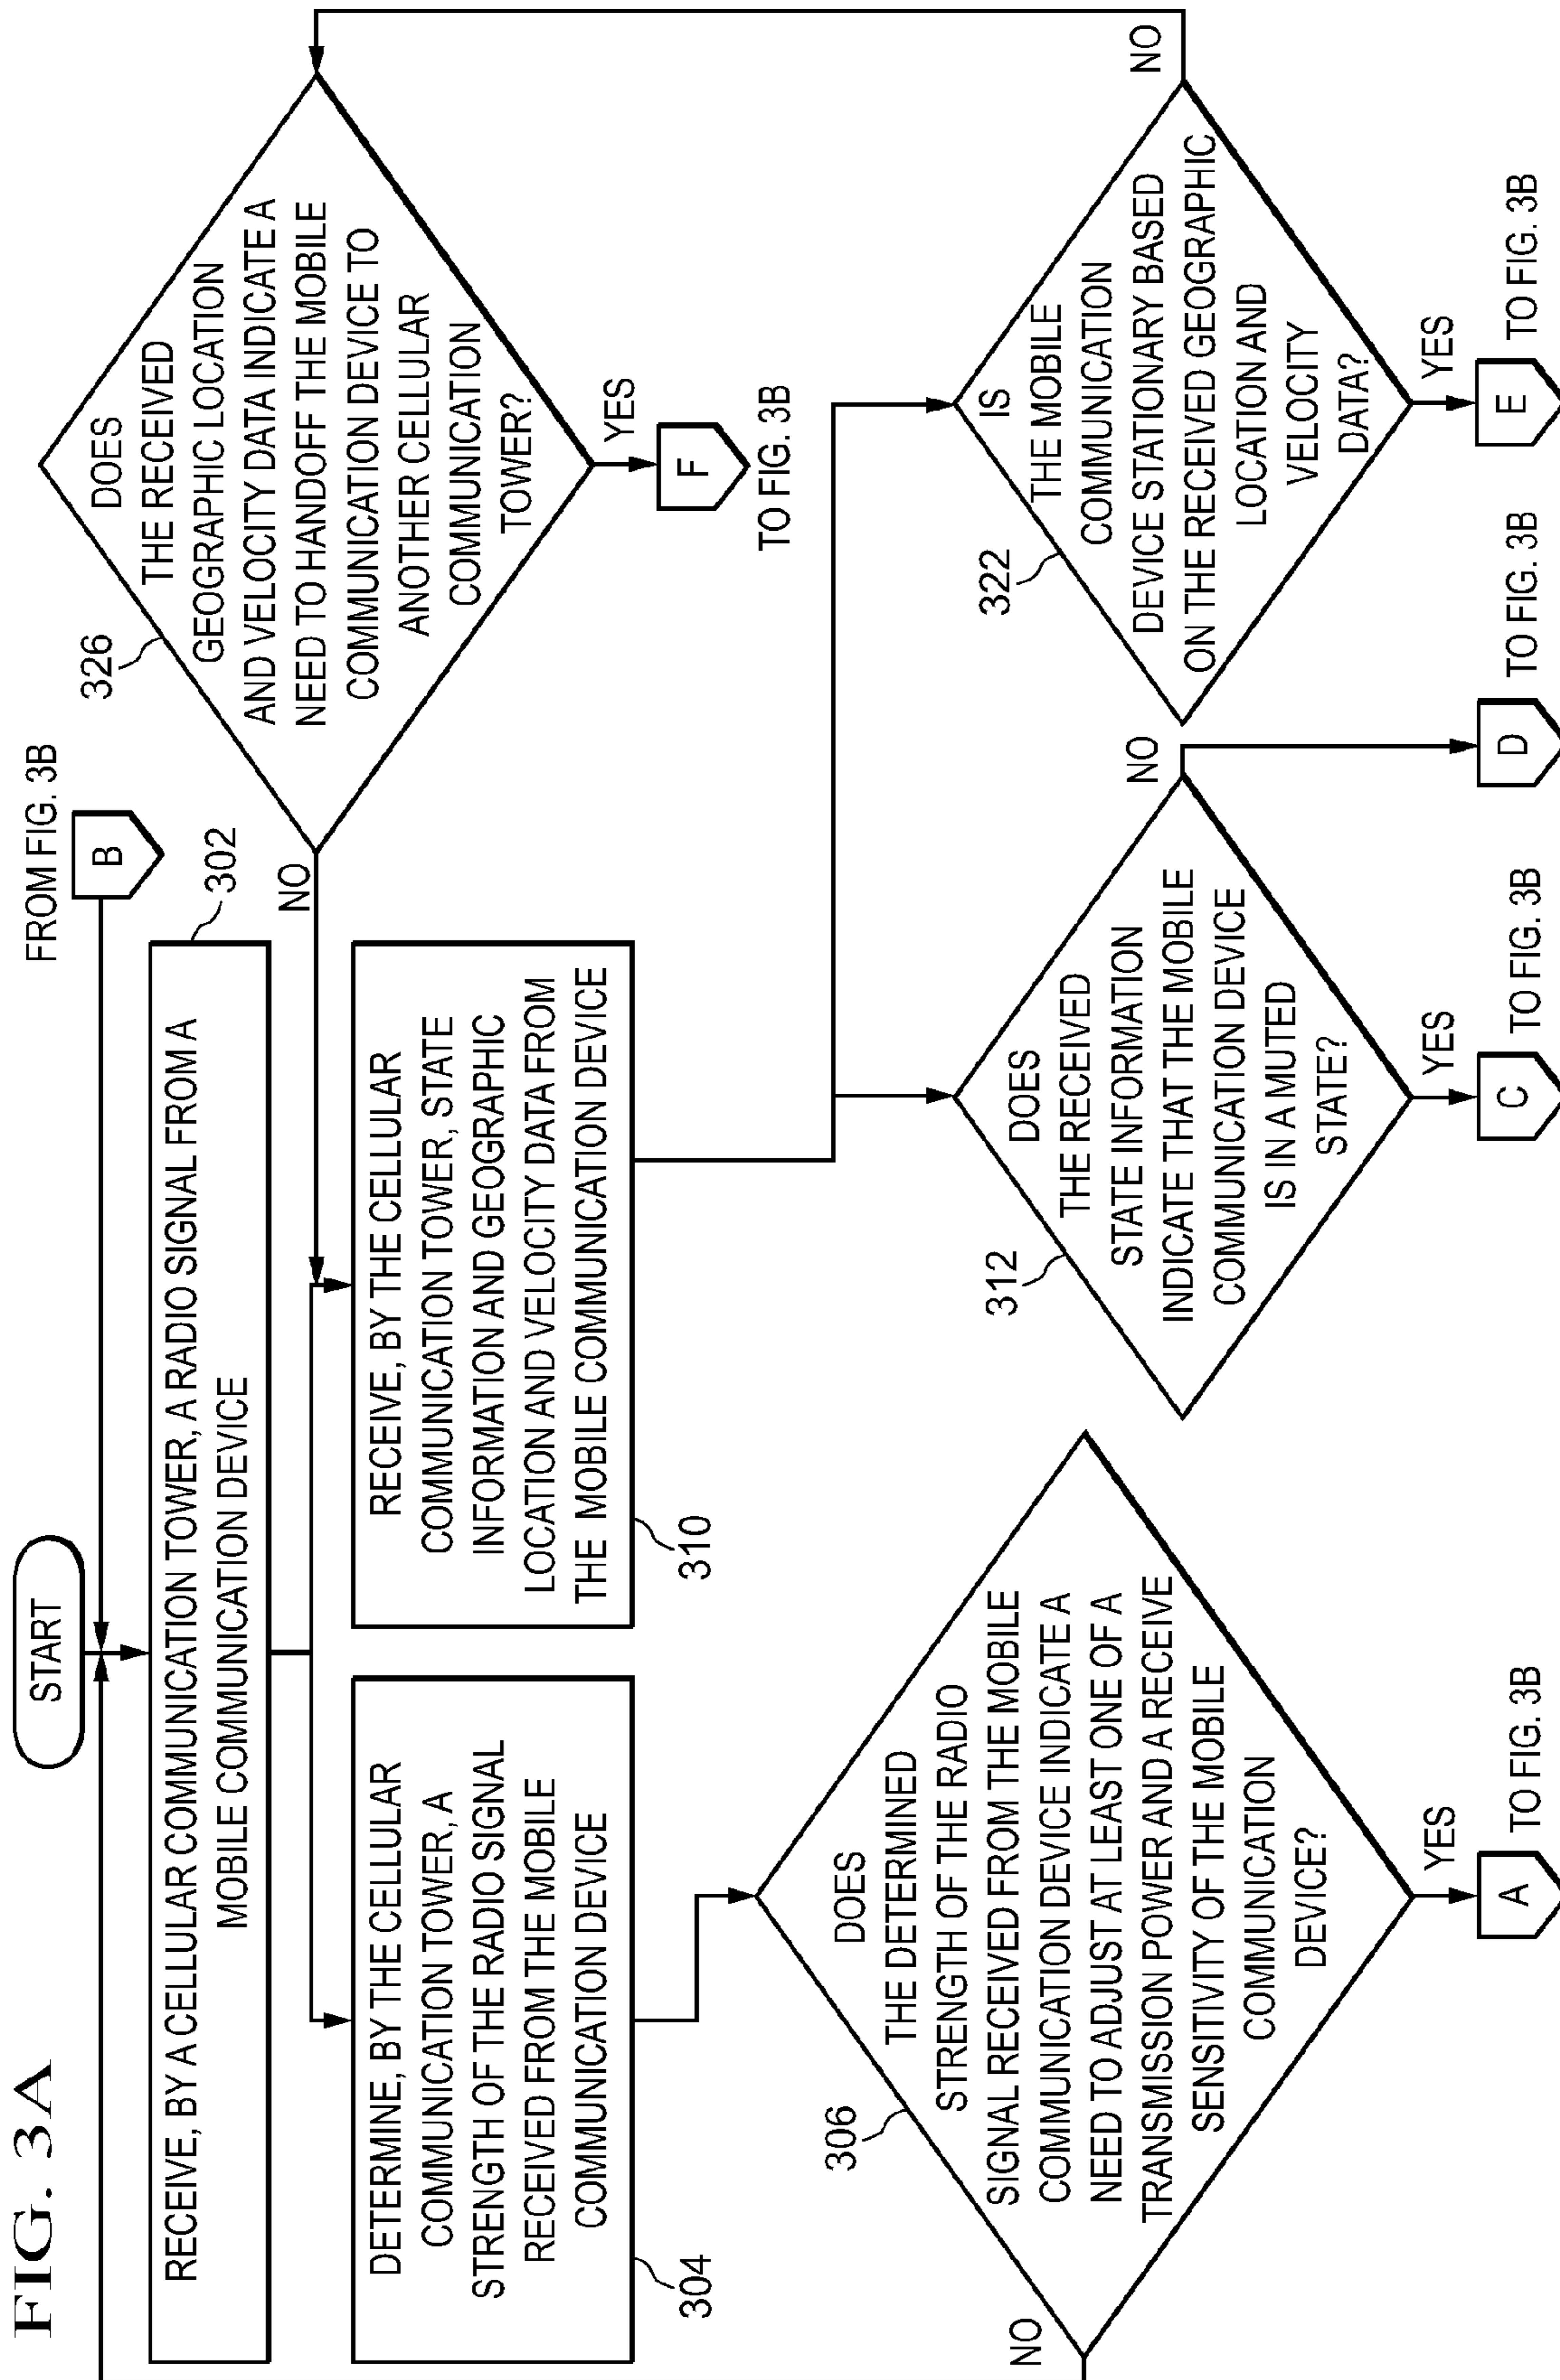 FIG. 3A
START
FROM FIG. 3B
B
302
RECEIVE, BY A CELLULAR COMMUNICATION TOWER, A RADIO SIGNAL FROM A
MOBILE COMMUNICATION DEVICE
304
DETERMINE, BY THE CELLULAR
COMMUNICATION TOWER, A
STRENGTH OF THE RADIO SIGNAL
RECEIVED FROM THE MOBILE
COMMUNICATION DEVICE
310
RECEIVE, BY THE CELLULAR
COMMUNICATION TOWER, STATE
INFORMATION AND GEOGRAPHIC
LOCATION AND VELOCITY DATA FROM
THE MOBILE COMMUNICATION DEVICE
NO
326
DOES
THE RECEIVED
GEOGRAPHIC LOCATION
AND VELOCITY DATA INDICATE A
NEED TO HANDOFF THE MOBILE
COMMUNICATION DEVICE TO
ANOTHER CELLULAR
COMMUNICATION
TOWER?
YES
F
TO FIG. 3B
306
DOES
THE DETERMINED
STRENGTH OF THE RADIO
SIGNAL RECEIVED FROM THE MOBILE
COMMUNICATION DEVICE INDICATE A
NEED TO ADJUST AT LEAST ONE OF A
TRANSMISSION POWER AND A RECEIVE
SENSITIVITY OF THE MOBILE
COMMUNICATION
DEVICE?
NO
YES
A
TO FIG. 3B
312
DOES
THE RECEIVED
STATE INFORMATION
INDICATE THAT THE MOBILE
COMMUNICATION DEVICE
IS IN A MUTED
STATE?
YES
C
TO FIG. 3B
NO
D
TO FIG. 3B
322
IS
THE MOBILE
COMMUNICATION
DEVICE STATIONARY BASED
ON THE RECEIVED GEOGRAPHIC
LOCATION AND
VELOCITY
DATA?
NO
YES
E
TO FIG. 3B